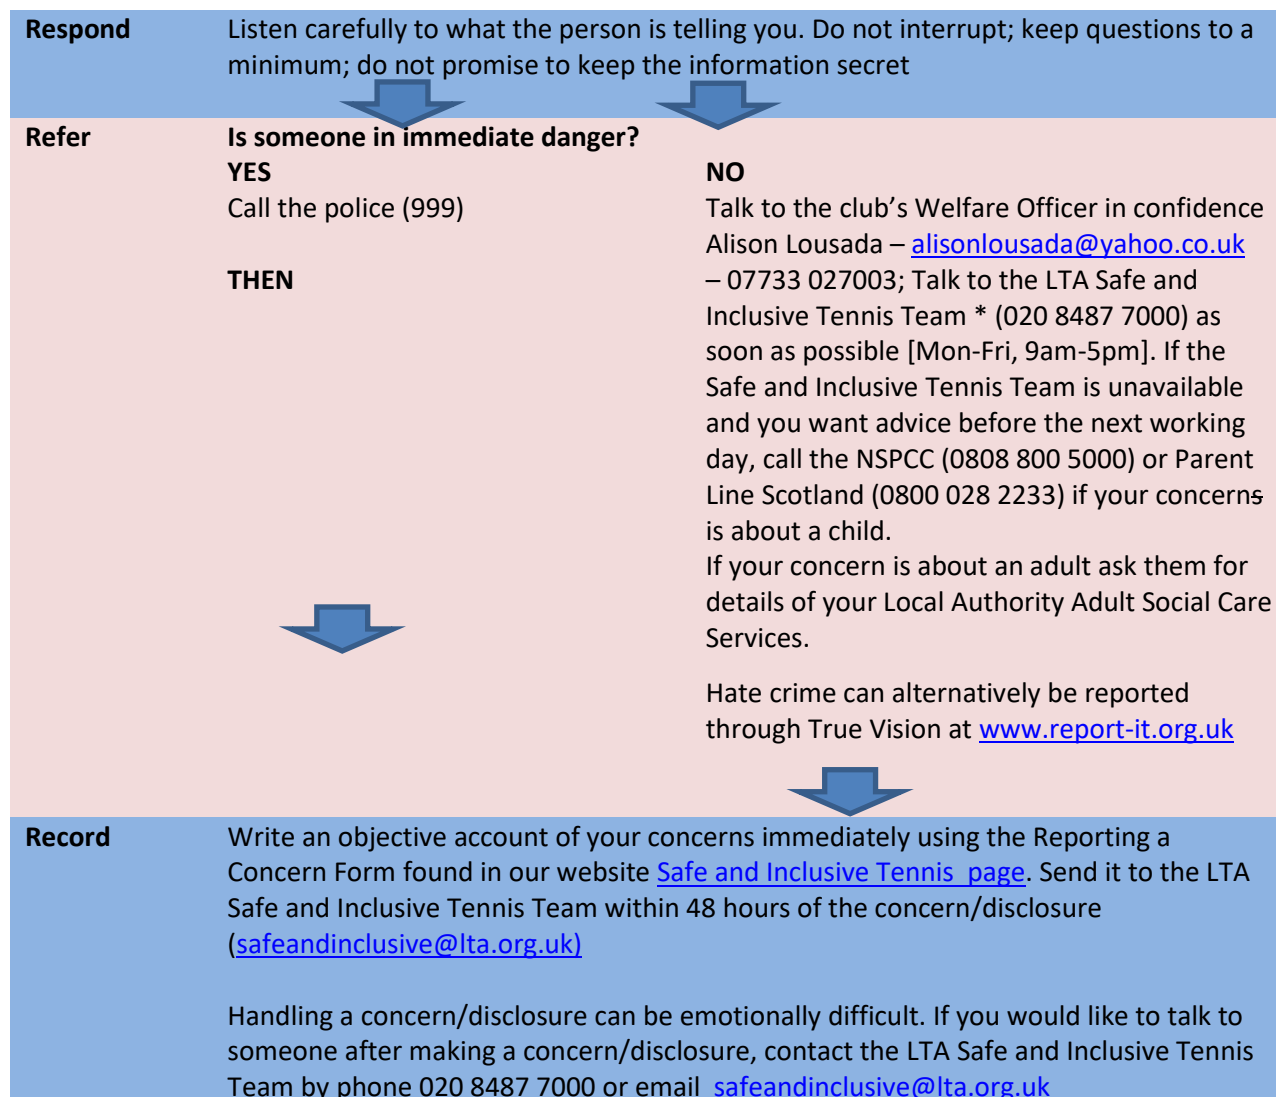 Respond
Listen carefully to what the person is telling you. Do not interrupt; keep questions to a
minimum; do not promise to keep the information secret
Refer
Is someone in immediate danger?
YES
Call the police (999)
THEN
NO
Talk to the club’s Welfare Officer in confidence
Alison Lousada – alisonlousada@yahoo.co.uk
– 07733 027003; Talk to the LTA Safe and
Inclusive Tennis Team * (020 8487 7000) as
soon as possible [Mon-Fri, 9am-5pm]. If the
Safe and Inclusive Tennis Team is unavailable
and you want advice before the next working
day, call the NSPCC (0808 800 5000) or Parent
Line Scotland (0800 028 2233) if your concerns
is about a child.
If your concern is about an adult ask them for
details of your Local Authority Adult Social Care
Services.
Hate crime can alternatively be reported
through True Vision at www.report-it.org.uk
Record
Write an objective account of your concerns immediately using the Reporting a
Concern Form found in our website Safe and Inclusive Tennis  page. Send it to the LTA
Safe and Inclusive Tennis Team within 48 hours of the concern/disclosure
(safeandinclusive@lta.org.uk)
Handling a concern/disclosure can be emotionally difficult. If you would like to talk to
someone after making a concern/disclosure, contact the LTA Safe and Inclusive Tennis
Team by phone 020 8487 7000 or email  safeandinclusive@lta.org.uk